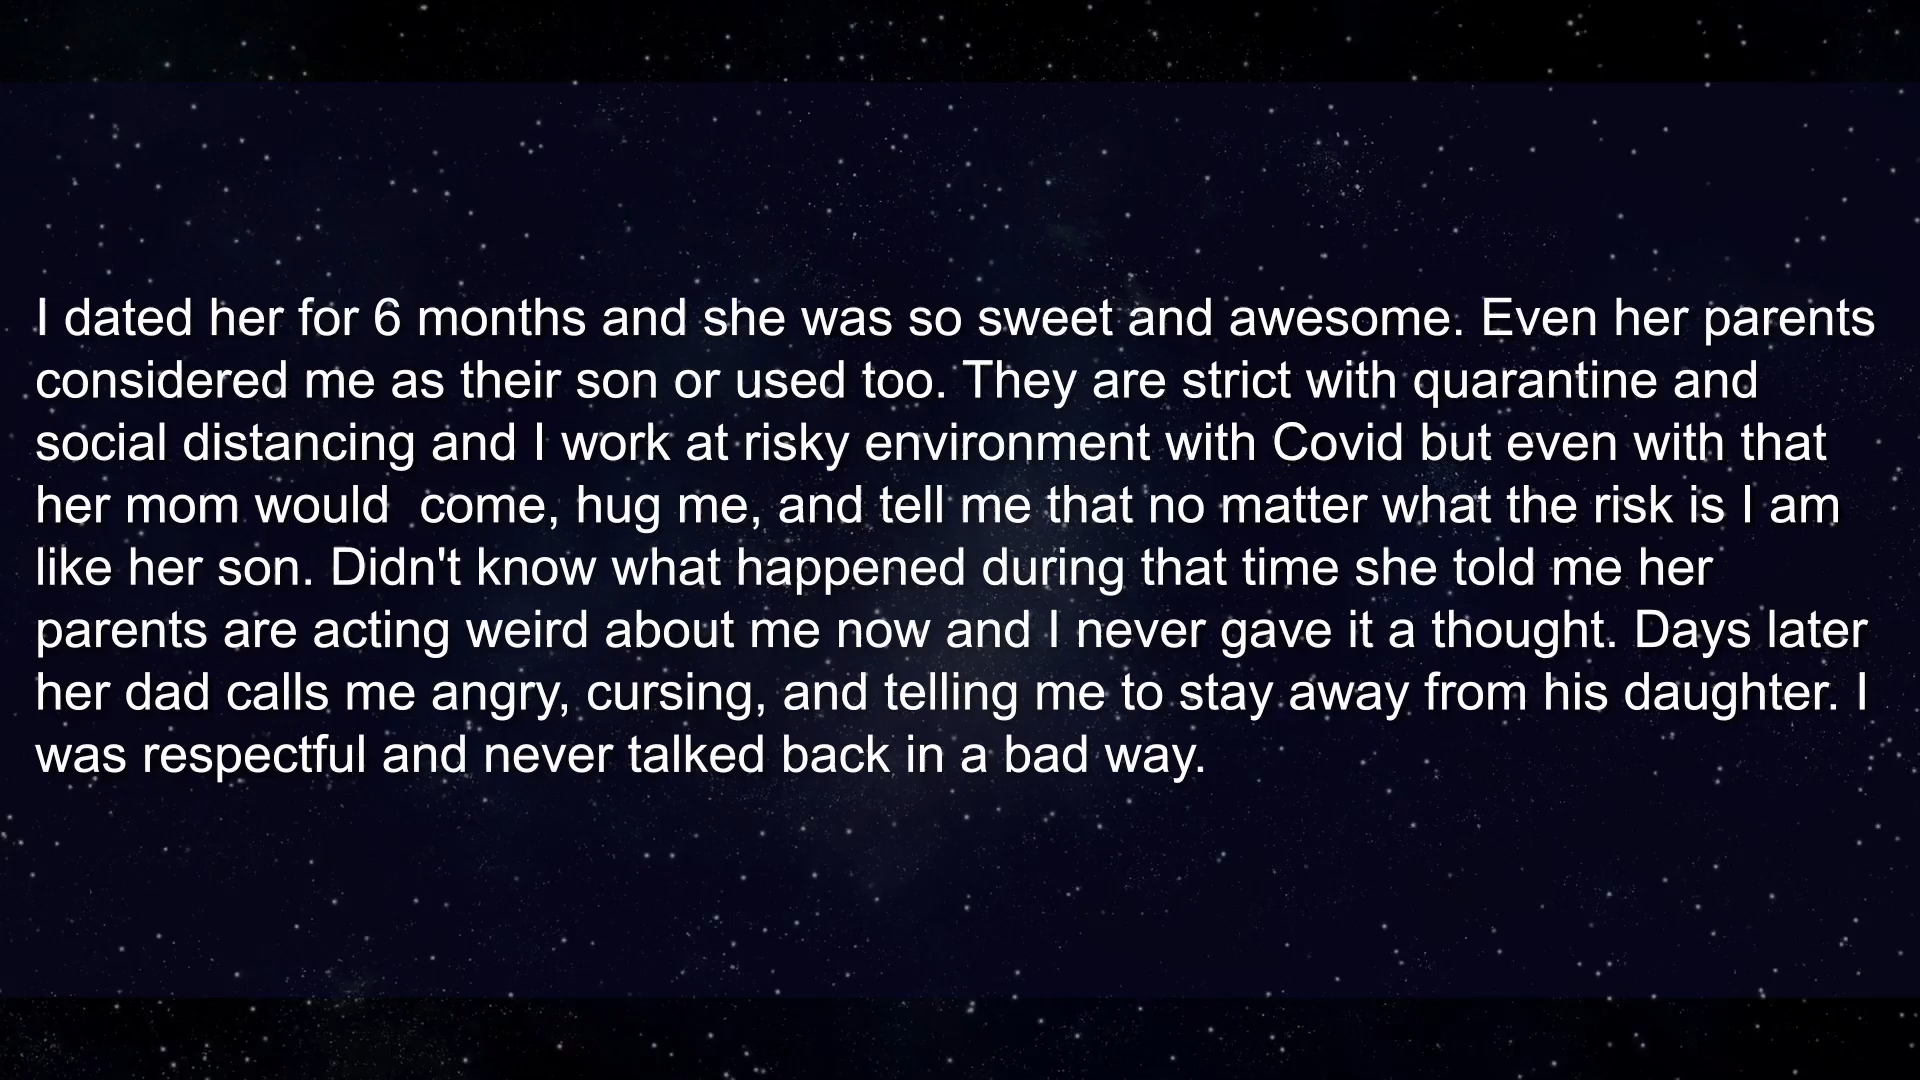 I dated her for 6 months and she was so sweet and awesome. Even her parents
considered me as their son or used too. They are strict with quarantine and
social distancing and I work at risky environment with Covid but even with that
her mom would  come, hug me, and tell me that no matter what the risk is I am
like her son. Didn't know what happened during that time she told me her
parents are acting weird about me now and I never gave it a thought. Days later
her dad calls me angry, cursing, and telling me to stay away from his daughter. I
was respectful and never talked back in a bad way.